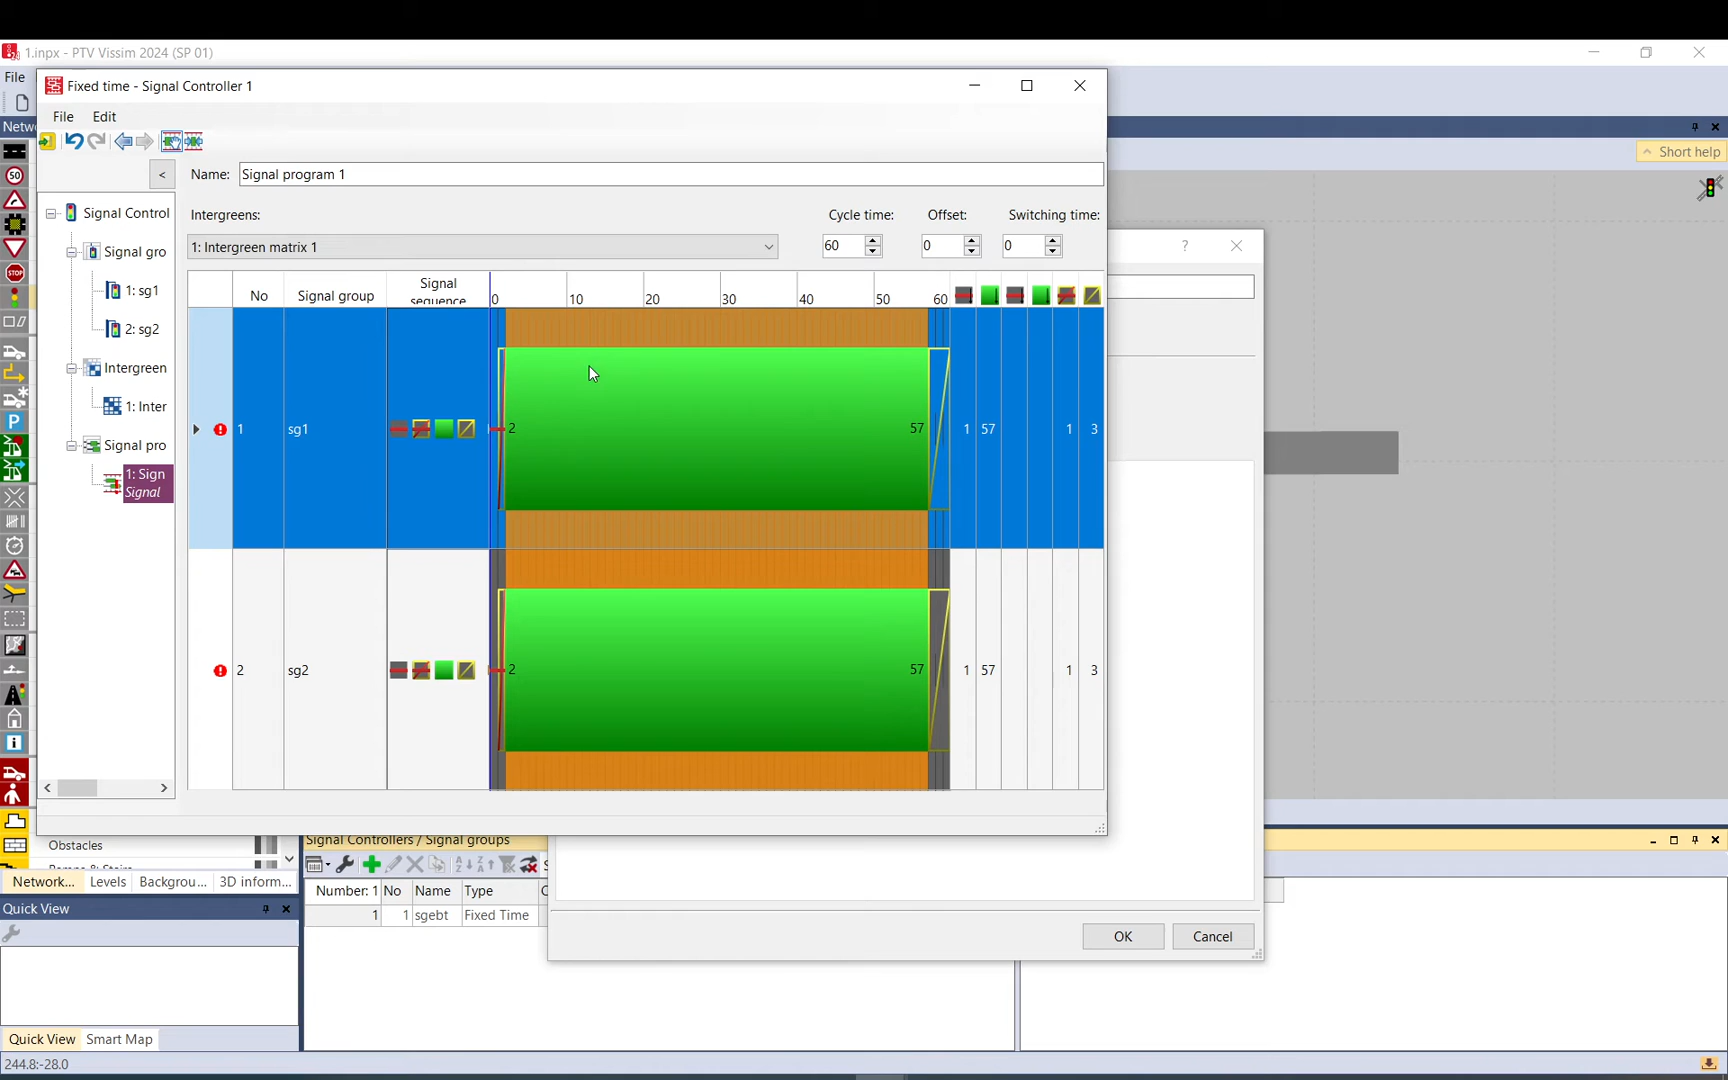 1.inpx - PTV Vissim 2024 (SP 01)
File
Netw
Fixed time - Signal Controller 1
File Edit
Name: Signal program 1
Short help
Intergreens:
Cycle time: Offset: Switching time:
1: Intergreen matrix 1
60 0 0
<
Signal Control
Signal gro
1: sg1
2: sg2
Intergreen
1: Inter
Signal pro
1: Sign
Signal
No Signal group Signal sequence 0 10 20 30 40 50 60
1 sg1 2 57 1 57 1 3
2 sg2 2 57 1 57 1 3
50
STOP
?
Obstacles
Network... Levels Backgrou... 3D inform...
Quick View
Quick View Smart Map
Signal Controllers / Signal groups
Number: 1 No Name Type C
1 1 sgebt Fixed Time
OK Cancel
244.8:-28.0